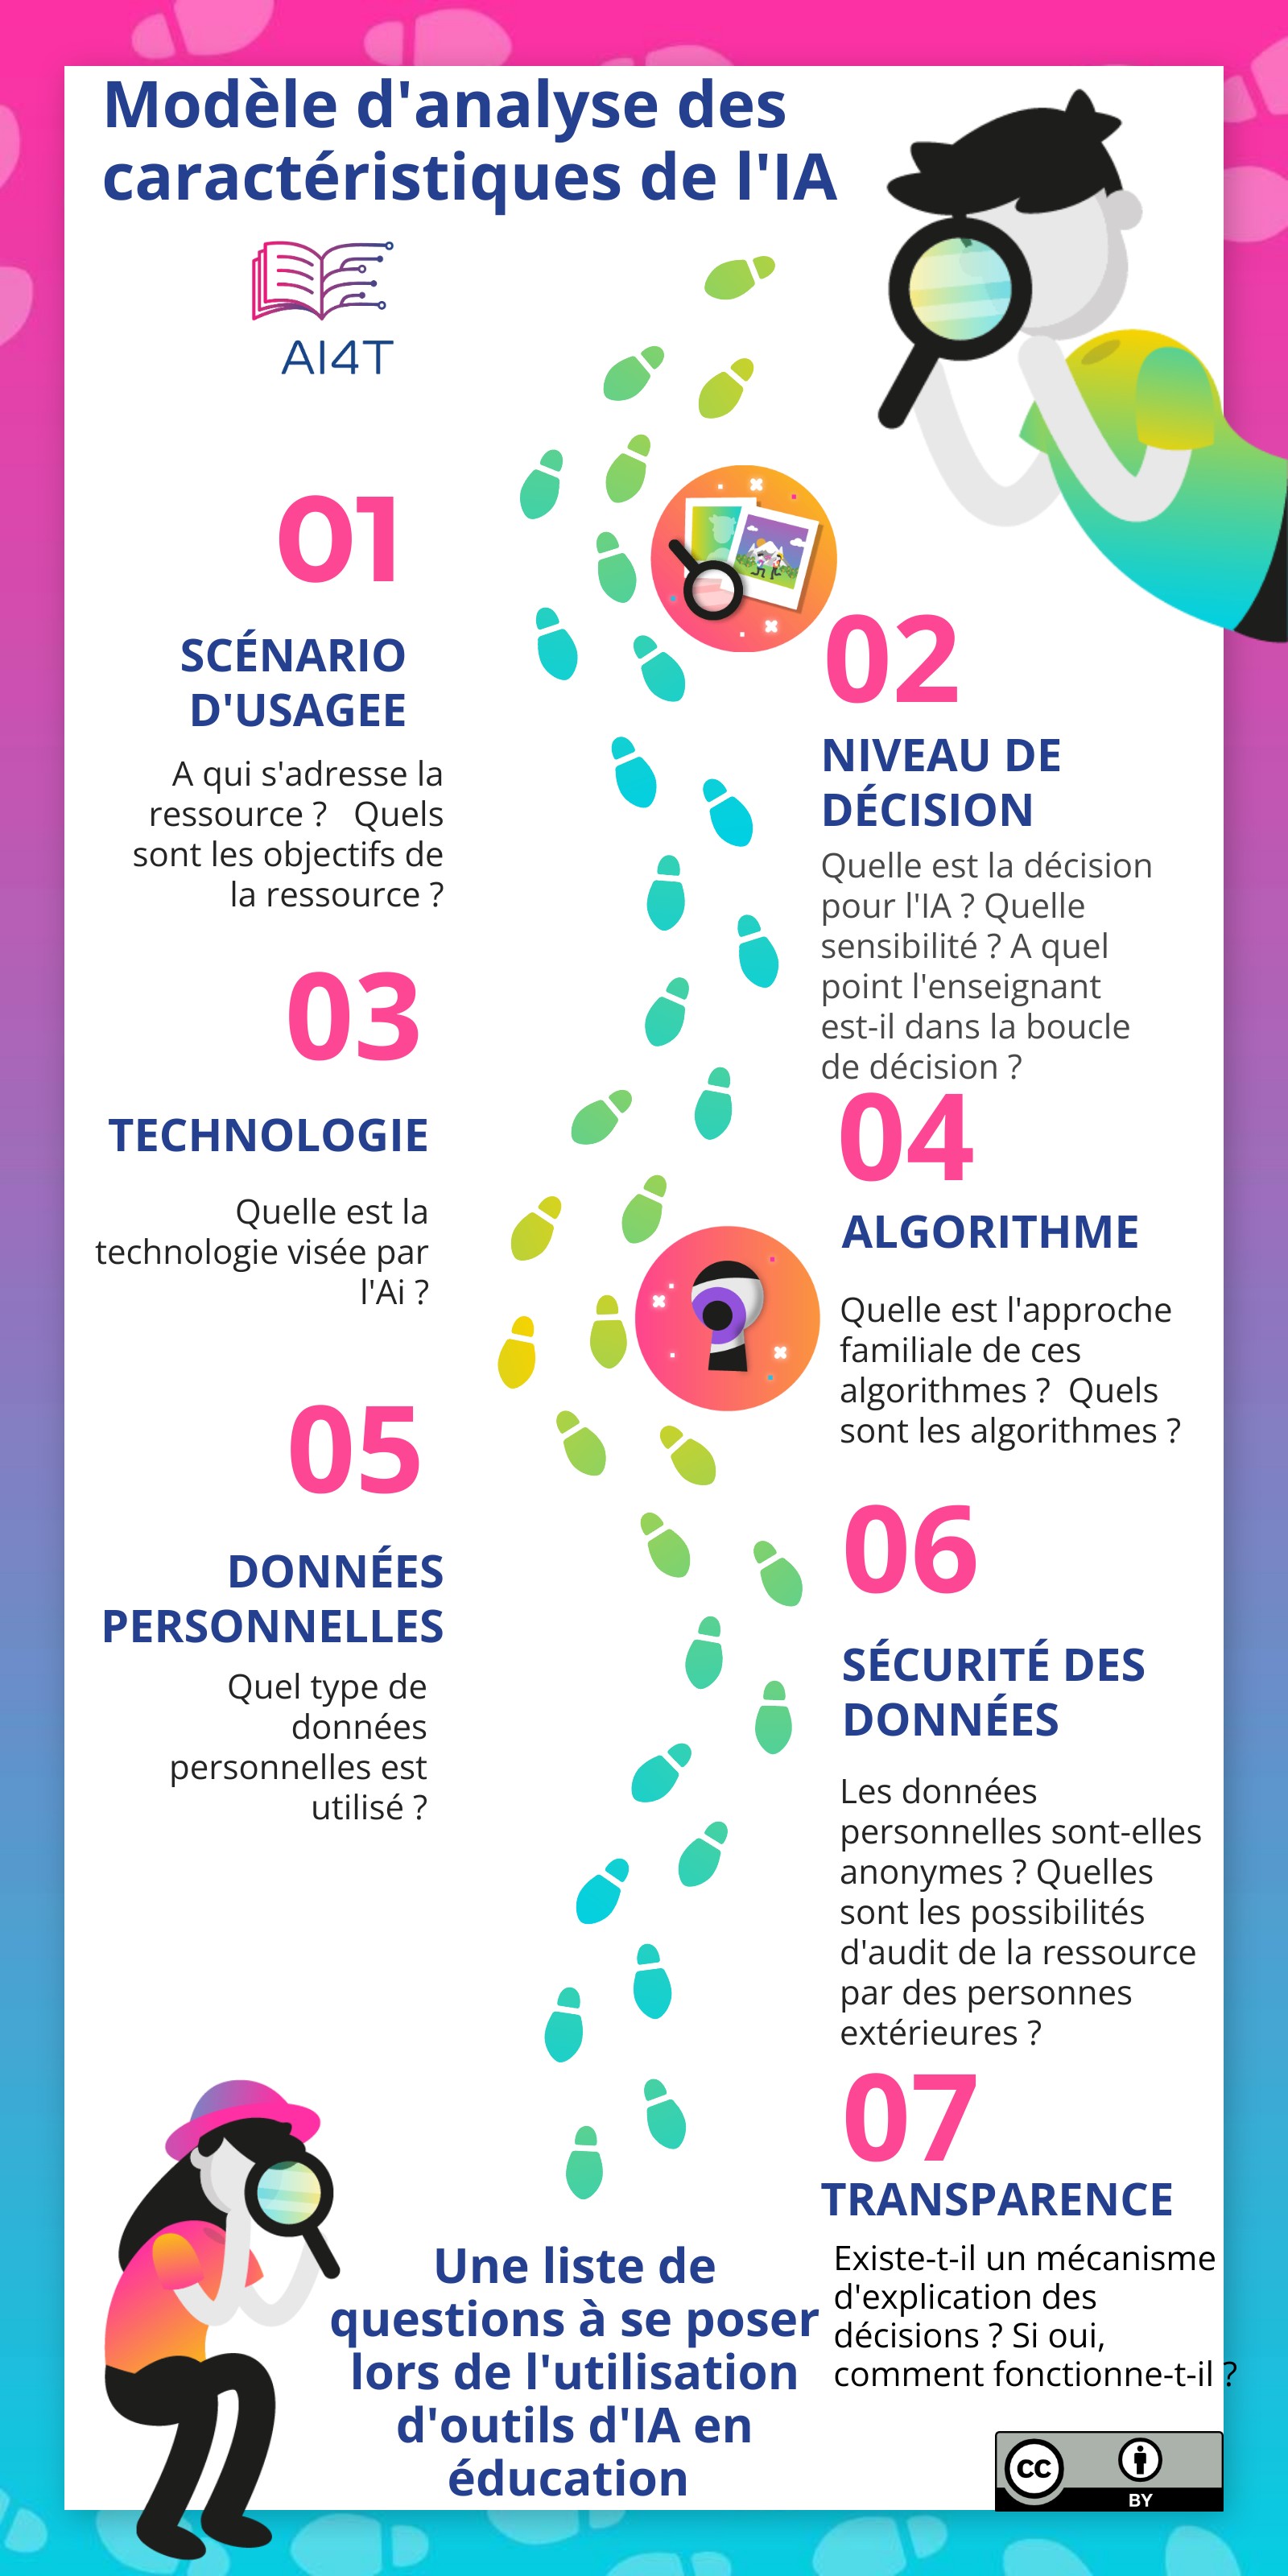 Modèle d'analyse des
caractéristiques de l'IA
AI4T
01
SCÉNARIO
D'USAGEE
A qui s'adresse la
ressource ? Quels
sont les objectifs de
la ressource ?
02
NIVEAU DE
DÉCISION
Quelle est la décision
pour l'IA ? Quelle
sensibilité ? A quel
point l'enseignant
est-il dans la boucle
de décision ?
03
TECHNOLOGIE
Quelle est la
technologie visée par
l'Ai ?
04
ALGORITHME
Quelle est l'approche
familiale de ces
algorithmes ? Quels
sont les algorithmes ?
05
DONNÉES
PERSONNELLES
Quel type de
données
personnelles est
utilisé ?
06
SÉCURITÉ DES
DONNÉES
Les données
personnelles sont-elles
anonymes ? Quelles
sont les possibilités
d'audit de la ressource
par des personnes
extérieures ?
07
TRANSPARENCE
Existe-t-il un mécanisme
d'explication des
décisions ? Si oui,
comment fonctionne-t-il ?
Une liste de
questions à se poser
lors de l'utilisation
d'outils d'IA en
éducation
cc
BY